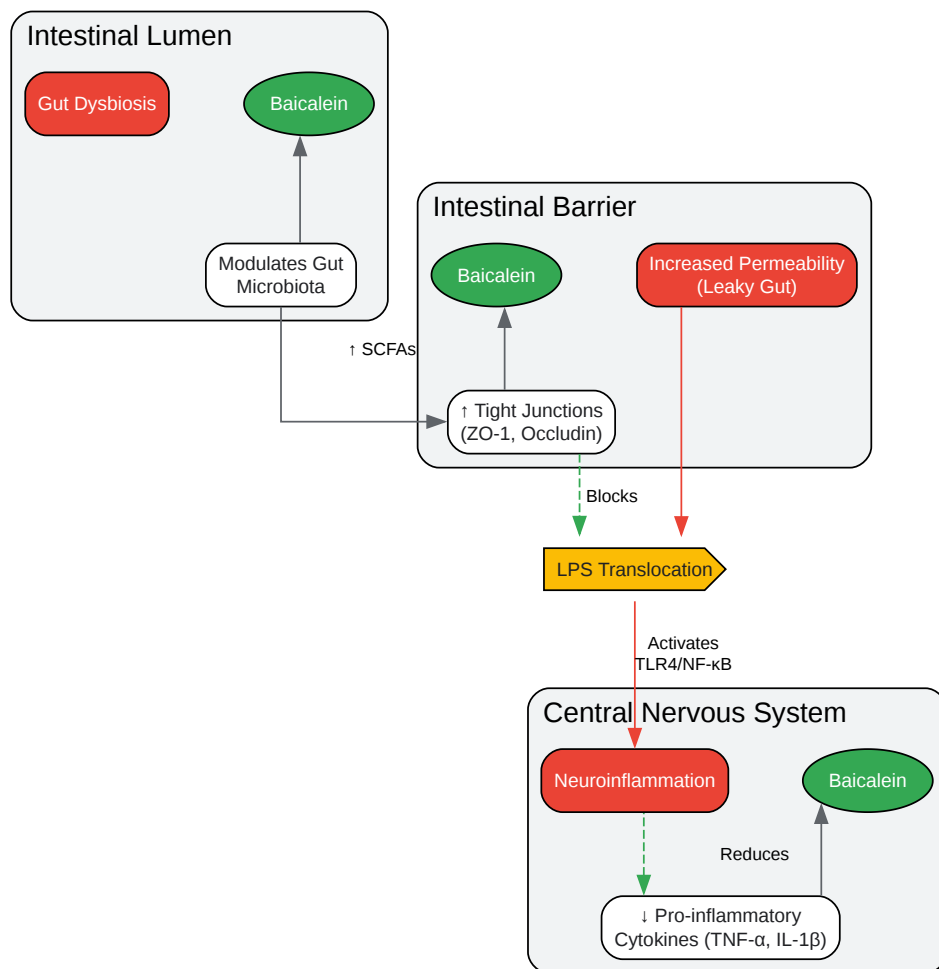 Intestinal Lumen
Gut Dysbiosis
Baicalein
Modulates Gut
Microbiota
↑ SCFAs
Intestinal Barrier
Baicalein
Increased Permeability
(Leaky Gut)
↑ Tight Junctions
(ZO-1, Occludin)
Blocks
LPS Translocation
Activates
TLR4/NF-κB
Central Nervous System
Neuroinflammation
Baicalein
Reduces
↓ Pro-inflammatory
Cytokines (TNF-α, IL-1β)